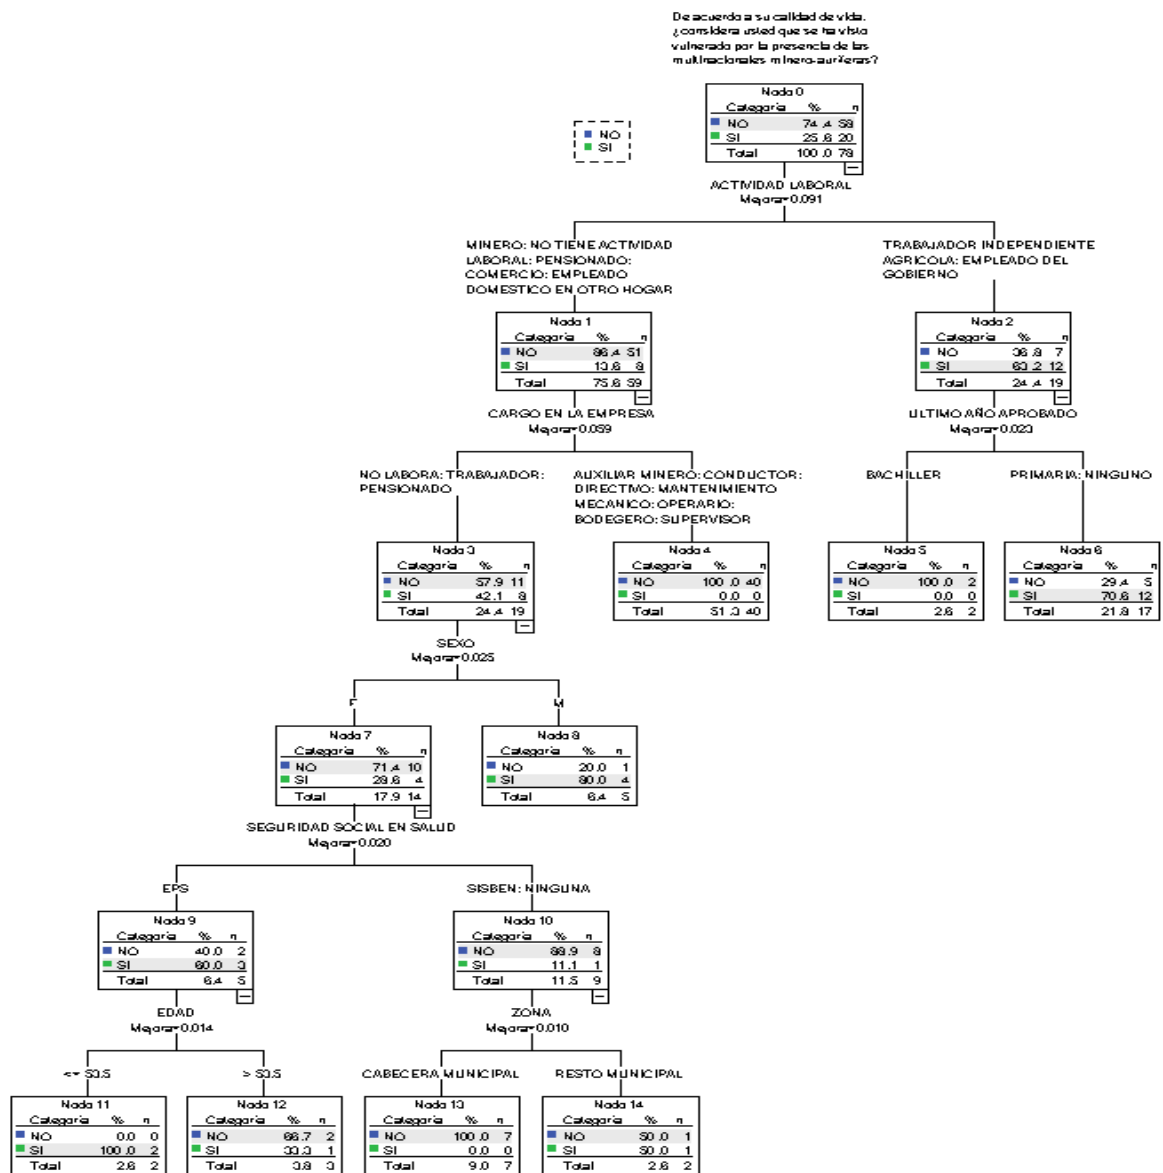 De acuerdo a su calidad de vida,
¿considera usted que se ha visto
vulnerado por la presencia de las
multinacionales minero-auríferas?
Nodo 0
Categoría % n
NO 74.4 58
SI 25.6 20
Total 100.0 78
NO
SI
ACTIVIDAD LABORAL
Mejora=0.091
MINERO; NO TIENE ACTIVIDAD
LABORAL; PENSIONADO;
COMERCIO; EMPLEADO
DOMESTICO EN OTRO HOGAR
TRABAJADOR INDEPENDIENTE
AGRICOLA; EMPLEADO DEL
GOBIERNO
Nodo 1
Categoría % n
NO 86.4 51
SI 13.6 8
Total 75.6 59
Nodo 2
Categoría % n
NO 36.8 7
SI 63.2 12
Total 24.4 19
CARGO EN LA EMPRESA
Mejora=0.059
ULTIMO AÑO APROBADO
Mejora=0.023
NO LABORA; TRABAJADOR;
PENSIONADO
AUXILIAR MINERO; CONDUCTOR;
DIRECTIVO; MANTENIMIENTO
MECANICO; OPERARIO;
BODEGERO; SUPERVISOR
BACHILLER
PRIMARIA; NINGUNO
Nodo 3
Categoría % n
NO 57.9 11
SI 42.1 8
Total 24.4 19
Nodo 4
Categoría % n
NO 100.0 40
SI 0.0 0
Total 51.3 40
Nodo 5
Categoría % n
NO 100.0 2
SI 0.0 0
Total 2.6 2
Nodo 6
Categoría % n
NO 29.4 5
SI 70.6 12
Total 21.8 17
SEXO
Mejora=0.025
F
M
Nodo 7
Categoría % n
NO 71.4 10
SI 28.6 4
Total 17.9 14
Nodo 8
Categoría % n
NO 20.0 1
SI 80.0 4
Total 6.4 5
SEGURIDAD SOCIAL EN SALUD
Mejora=0.020
EPS
SISBEN; NINGUNA
Nodo 9
Categoría % n
NO 40.0 2
SI 60.0 3
Total 6.4 5
Nodo 10
Categoría % n
NO 88.9 8
SI 11.1 1
Total 11.5 9
EDAD
Mejora=0.014
ZONA
Mejora=0.010
<= 53.5
> 53.5
CABECERA MUNICIPAL
RESTO MUNICIPAL
Nodo 11
Categoría % n
NO 0.0 0
SI 100.0 2
Total 2.6 2
Nodo 12
Categoría % n
NO 66.7 2
SI 33.3 1
Total 3.8 3
Nodo 13
Categoría % n
NO 100.0 7
SI 0.0 0
Total 9.0 7
Nodo 14
Categoría % n
NO 50.0 1
SI 50.0 1
Total 2.6 2